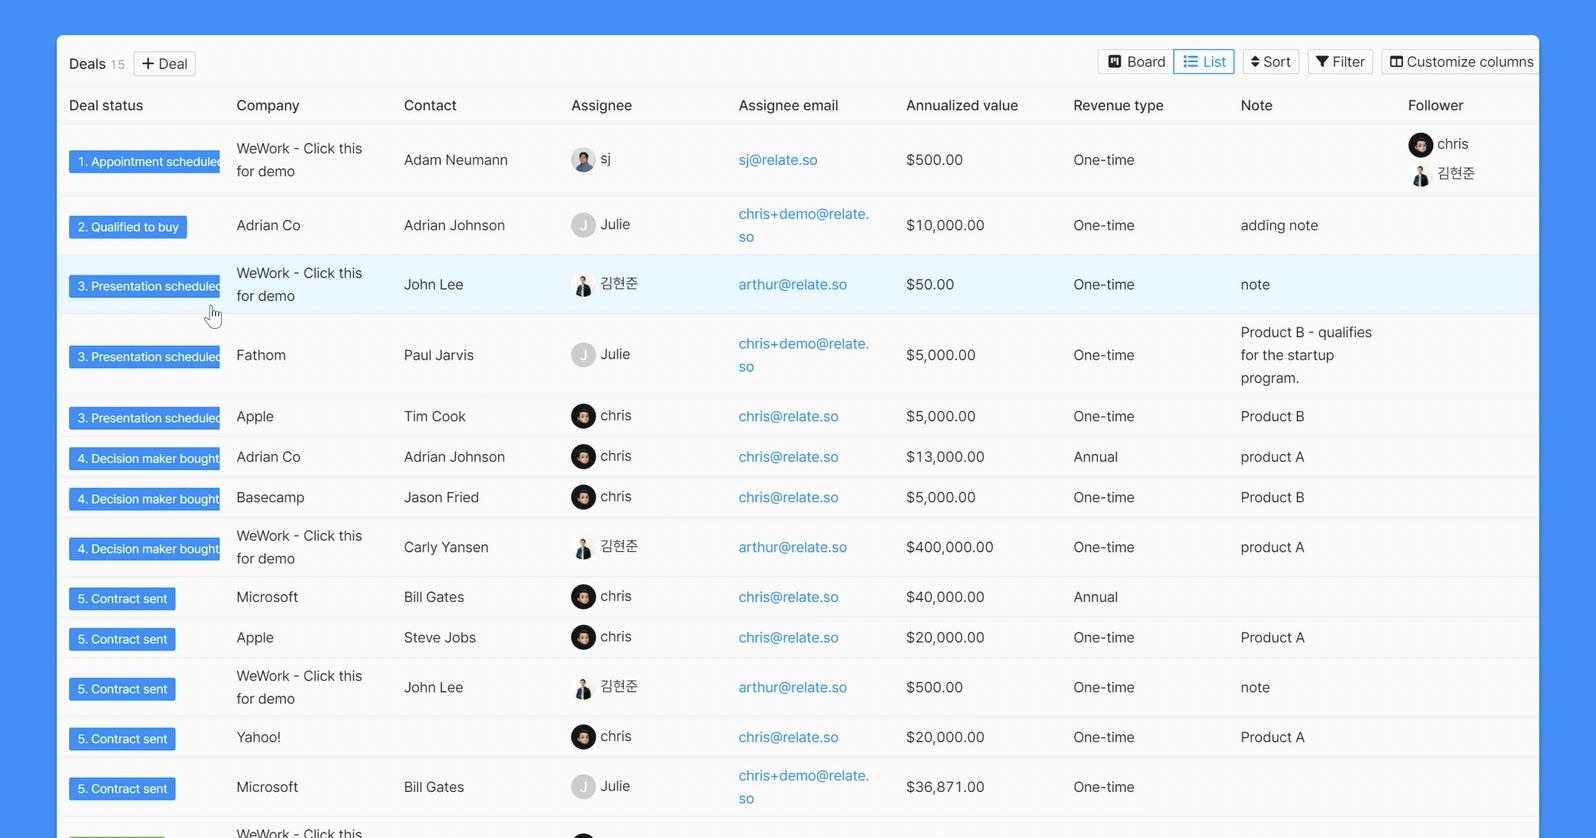 Deals 15 + Deal Board List Sort Filter Customize columns
Deal status Company Contact Assignee Assignee email Annualized value Revenue type Note Follower
1. Appointment scheduled WeWork - Click this for demo Adam Neumann sj sj@relate.so $500.00 One-time chris 김현준
2. Qualified to buy Adrian Co Adrian Johnson J Julie chris+demo@relate.so $10,000.00 One-time adding note
3. Presentation scheduled WeWork - Click this for demo John Lee 김현준 arthur@relate.so $50.00 One-time note
3. Presentation scheduled Fathom Paul Jarvis J Julie chris+demo@relate.so $5,000.00 One-time Product B - qualifies for the startup program.
3. Presentation scheduled Apple Tim Cook chris chris@relate.so $5,000.00 One-time Product B
4. Decision maker bought Adrian Co Adrian Johnson chris chris@relate.so $13,000.00 Annual product A
4. Decision maker bought Basecamp Jason Fried chris chris@relate.so $5,000.00 One-time Product B
4. Decision maker bought WeWork - Click this for demo Carly Yansen 김현준 arthur@relate.so $400,000.00 One-time product A
5. Contract sent Microsoft Bill Gates chris chris@relate.so $40,000.00 Annual
5. Contract sent Apple Steve Jobs chris chris@relate.so $20,000.00 One-time Product A
5. Contract sent WeWork - Click this for demo John Lee 김현준 arthur@relate.so $500.00 One-time note
5. Contract sent Yahoo! chris chris@relate.so $20,000.00 One-time Product A
5. Contract sent Microsoft Bill Gates J Julie chris+demo@relate.so $36,871.00 One-time
WeWork - Click this